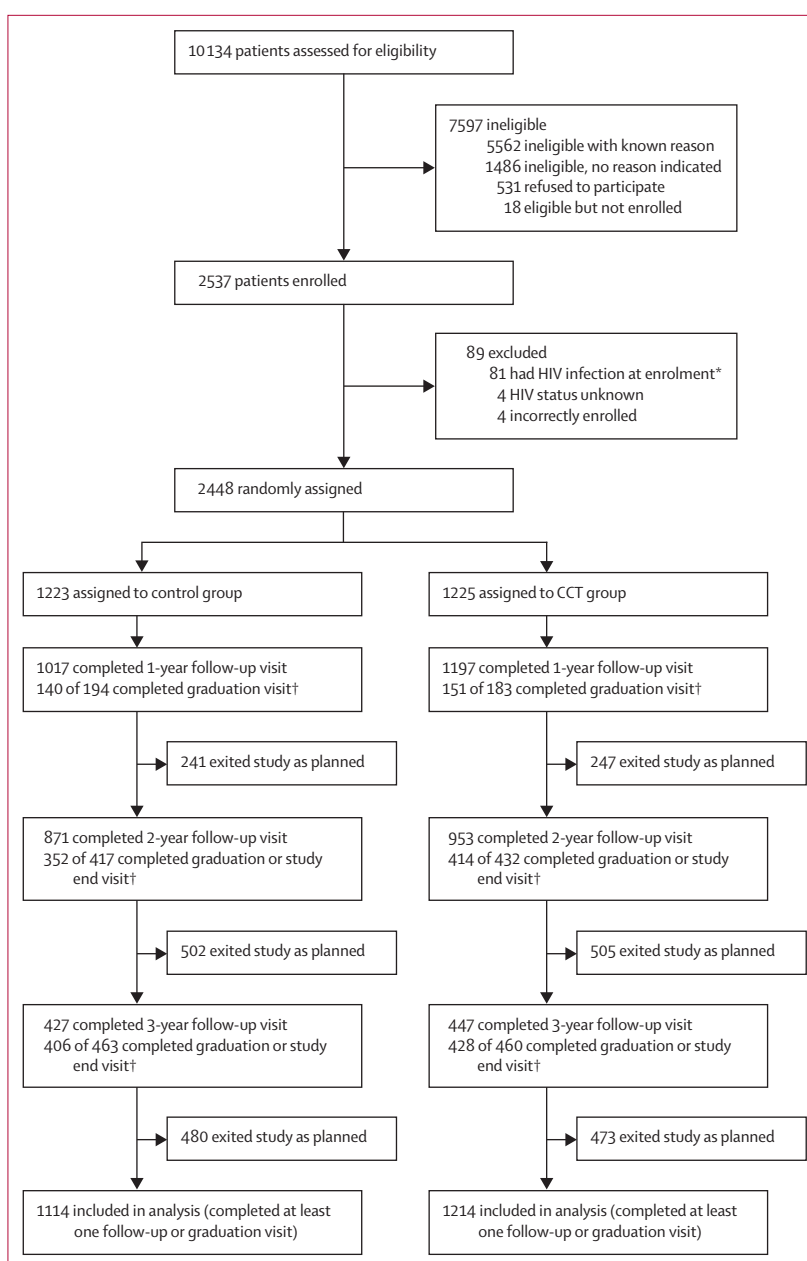 10134 patients assessed for eligibility
7597 ineligible
5562 ineligible with known reason
1486 ineligible, no reason indicated
531 refused to participate
18 eligible but not enrolled
2537 patients enrolled
89 excluded
81 had HIV infection at enrolment*
4 HIV status unknown
4 incorrectly enrolled
2448 randomly assigned
1223 assigned to control group
1225 assigned to CCT group
1017 completed 1-year follow-up visit
140 of 194 completed graduation visit†
1197 completed 1-year follow-up visit
151 of 183 completed graduation visit†
241 exited study as planned
247 exited study as planned
871 completed 2-year follow-up visit
352 of 417 completed graduation or study
end visit†
953 completed 2-year follow-up visit
414 of 432 completed graduation or study
end visit†
502 exited study as planned
505 exited study as planned
427 completed 3-year follow-up visit
406 of 463 completed graduation or study
end visit†
447 completed 3-year follow-up visit
428 of 460 completed graduation or study
end visit†
480 exited study as planned
473 exited study as planned
1114 included in analysis (completed at least
one follow-up or graduation visit)
1214 included in analysis (completed at least
one follow-up or graduation visit)